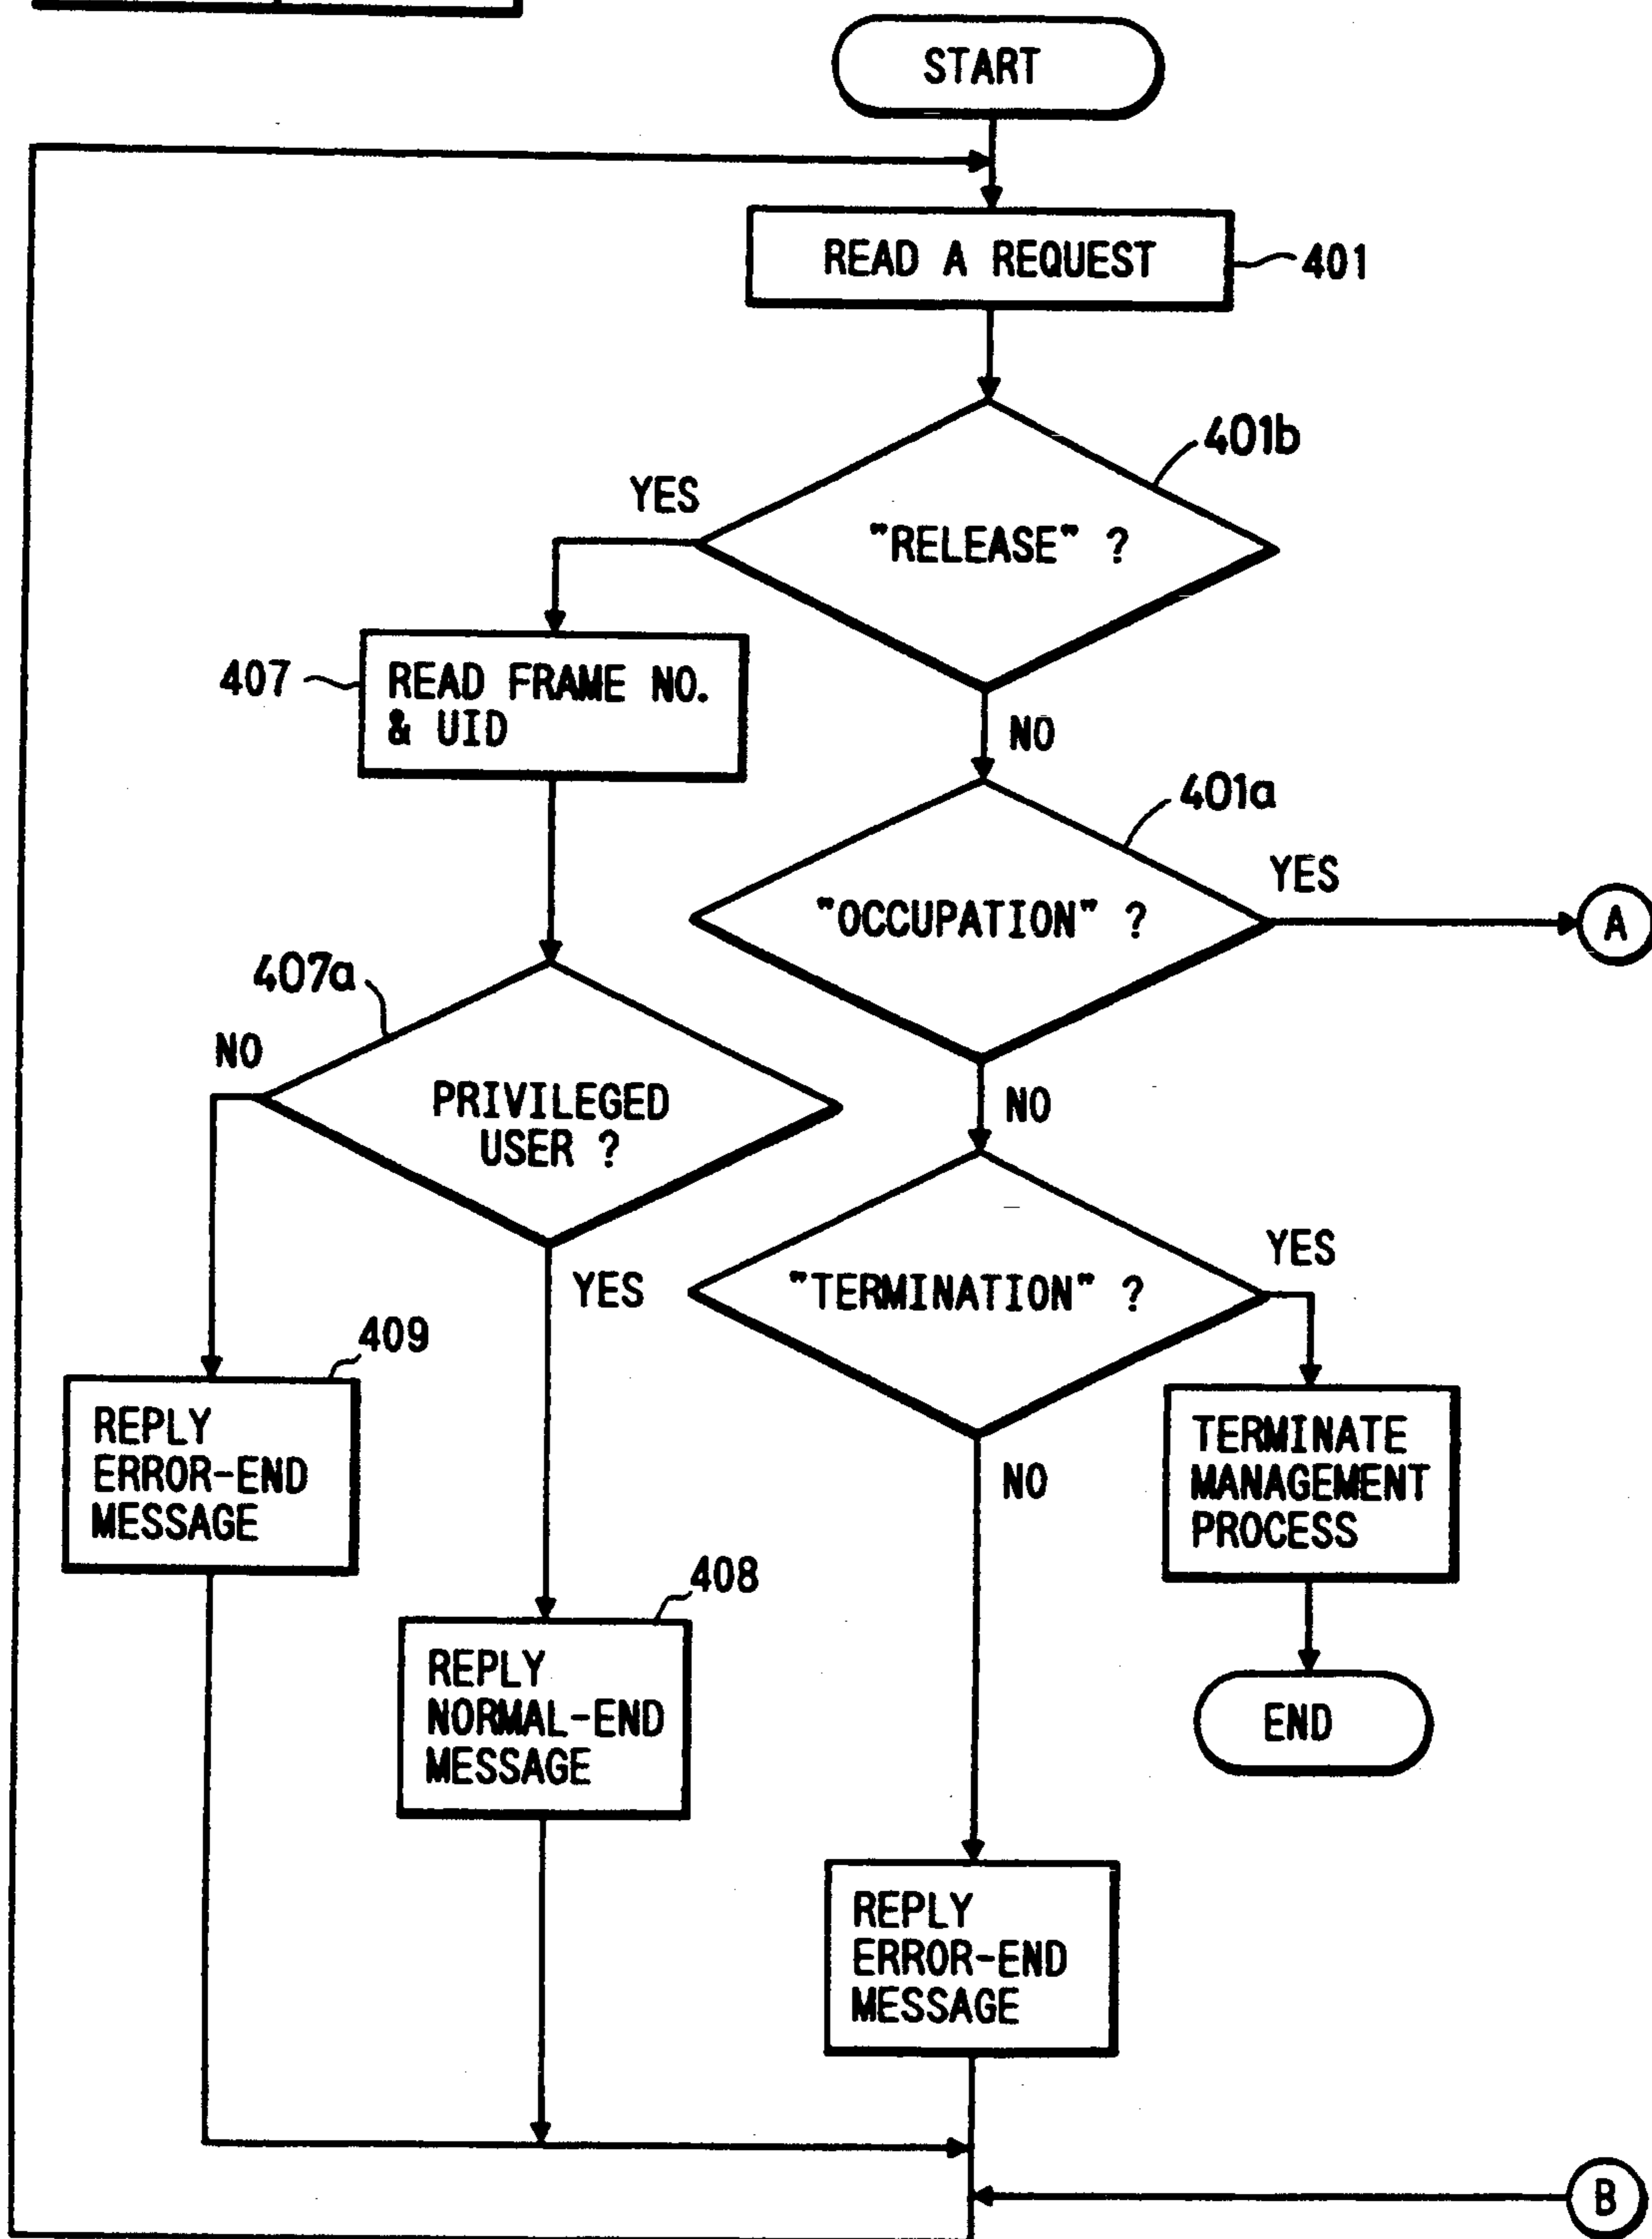 START
READ A REQUEST
401
401b
YES
"RELEASE" ?
407
READ FRAME NO.
& UID
NO
401a
"OCCUPATION" ?
YES
A
407a
NO
PRIVILEGED
USER ?
NO
YES
"TERMINATION" ?
YES
409
REPLY
ERROR-END
MESSAGE
TERMINATE
MANAGEMENT
PROCESS
NO
408
REPLY
NORMAL-END
MESSAGE
END
REPLY
ERROR-END
MESSAGE
B